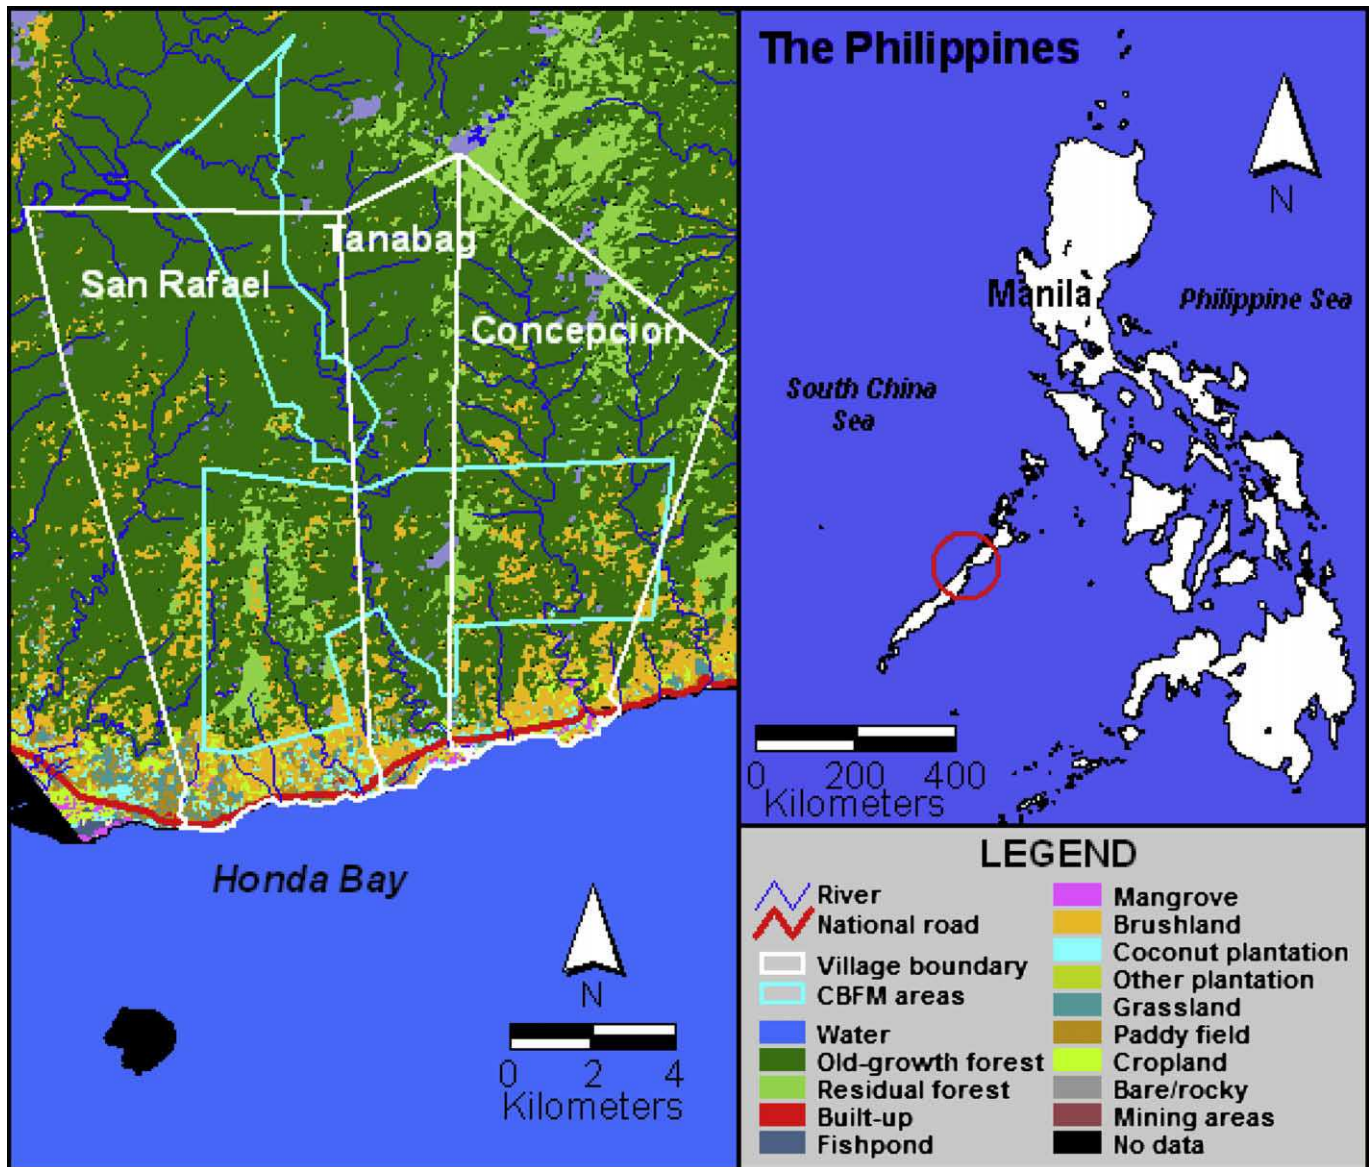 Tanabag
San Rafael
Concepcion
Honda Bay
N
0 2 4
Kilometers
The Philippines
N
Manila
Philippine Sea
South China
Sea
0 200 400
Kilometers
LEGEND
River
National road
Village boundary
CBFM areas
Water
Old-growth forest
Residual forest
Built-up
Fishpond
Mangrove
Brushland
Coconut plantation
Other plantation
Grassland
Paddy field
Cropland
Bare/rocky
Mining areas
No data